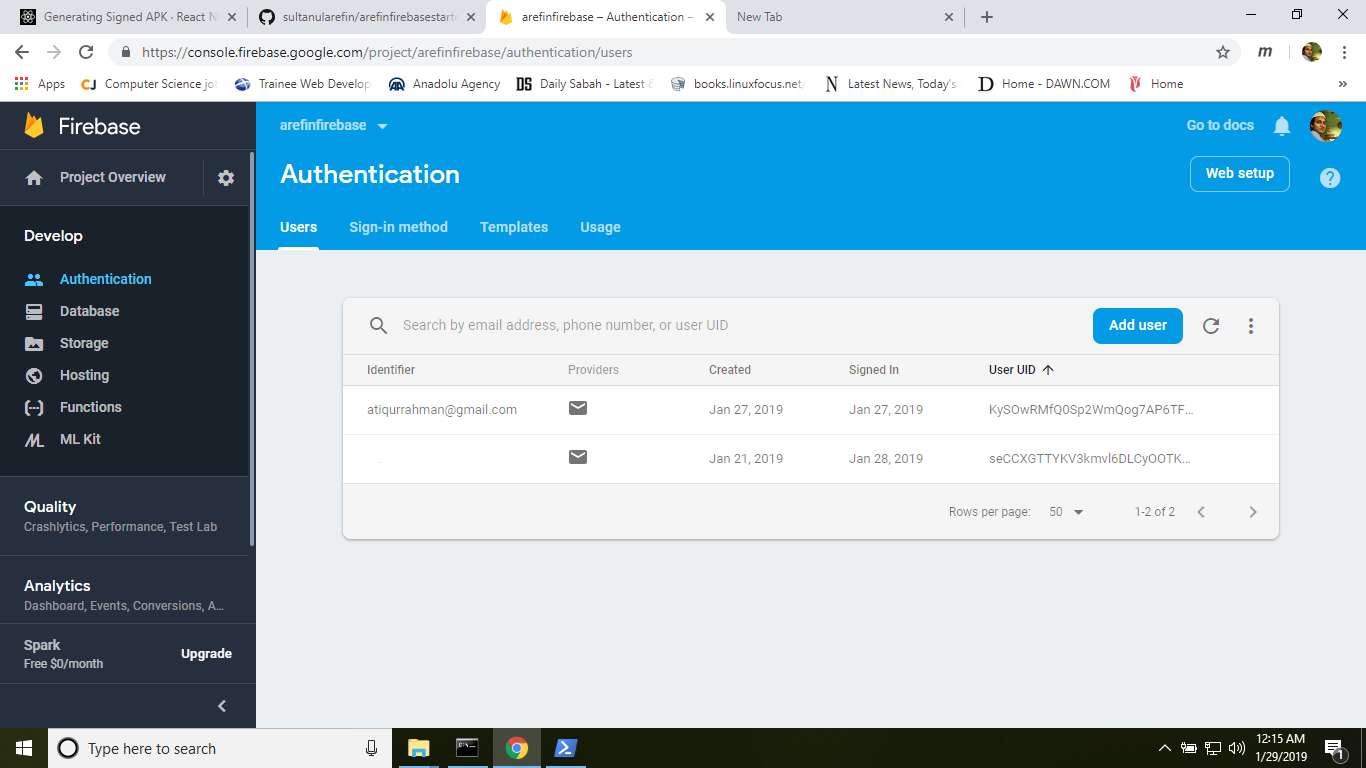 Generating Signed APK · React N
sultanularefin/arefinfirebasestarte
arefinfirebase – Authentication –
New Tab
https://console.firebase.google.com/project/arefinfirebase/authentication/users
m
Apps
CJ Computer Science jo
Trainee Web Develop
Anadolu Agency
DS Daily Sabah - Latest &
books.linuxfocus.net/
N Latest News, Today's
D Home - DAWN.COM
Home
»
Firebase
arefinfirebase
Go to docs
Project Overview
Authentication
Web setup
?
Users
Sign-in method
Templates
Usage
Develop
Authentication
Database
Storage
Hosting
Functions
ML Kit
Search by email address, phone number, or user UID
Add user
Identifier
Providers
Created
Signed In
User UID
atiqurrahman@gmail.com
Jan 27, 2019
Jan 27, 2019
KySOwRMfQ0Sp2WmQog7AP6TF...
Jan 21, 2019
Jan 28, 2019
seCCXGTTYKV3kmvl6DLCyOOTK...
Rows per page:
50
1-2 of 2
Quality
Crashlytics, Performance, Test Lab
Analytics
Dashboard, Events, Conversions, A...
Spark
Free $0/month
Upgrade
Type here to search
12:15 AM
1/29/2019
1